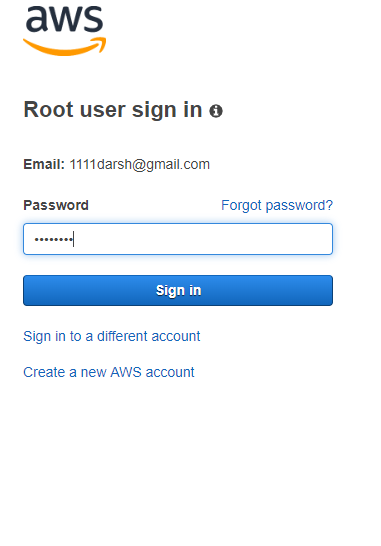 aws
Root user sign in
Email: 1111darsh@gmail.com
Password Forgot password?
••••••••
Sign in
Sign in to a different account
Create a new AWS account